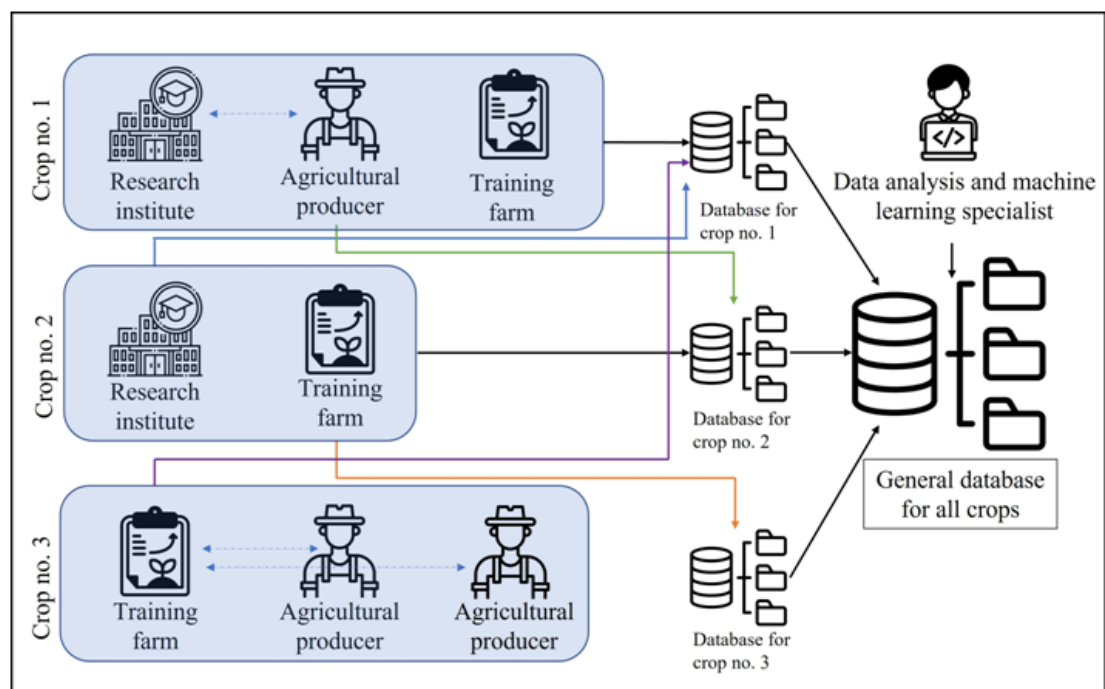 Crop no. 1
Research
institute
Agricultural
producer
Training
farm
Database for
crop no. 1
</>
Data analysis and machine
learning specialist
Crop no. 2
Research
institute
Training
farm
Database for
crop no. 2
General database
for all crops
Crop no. 3
Training
farm
Agricultural
producer
Agricultural
producer
Database for
crop no. 3